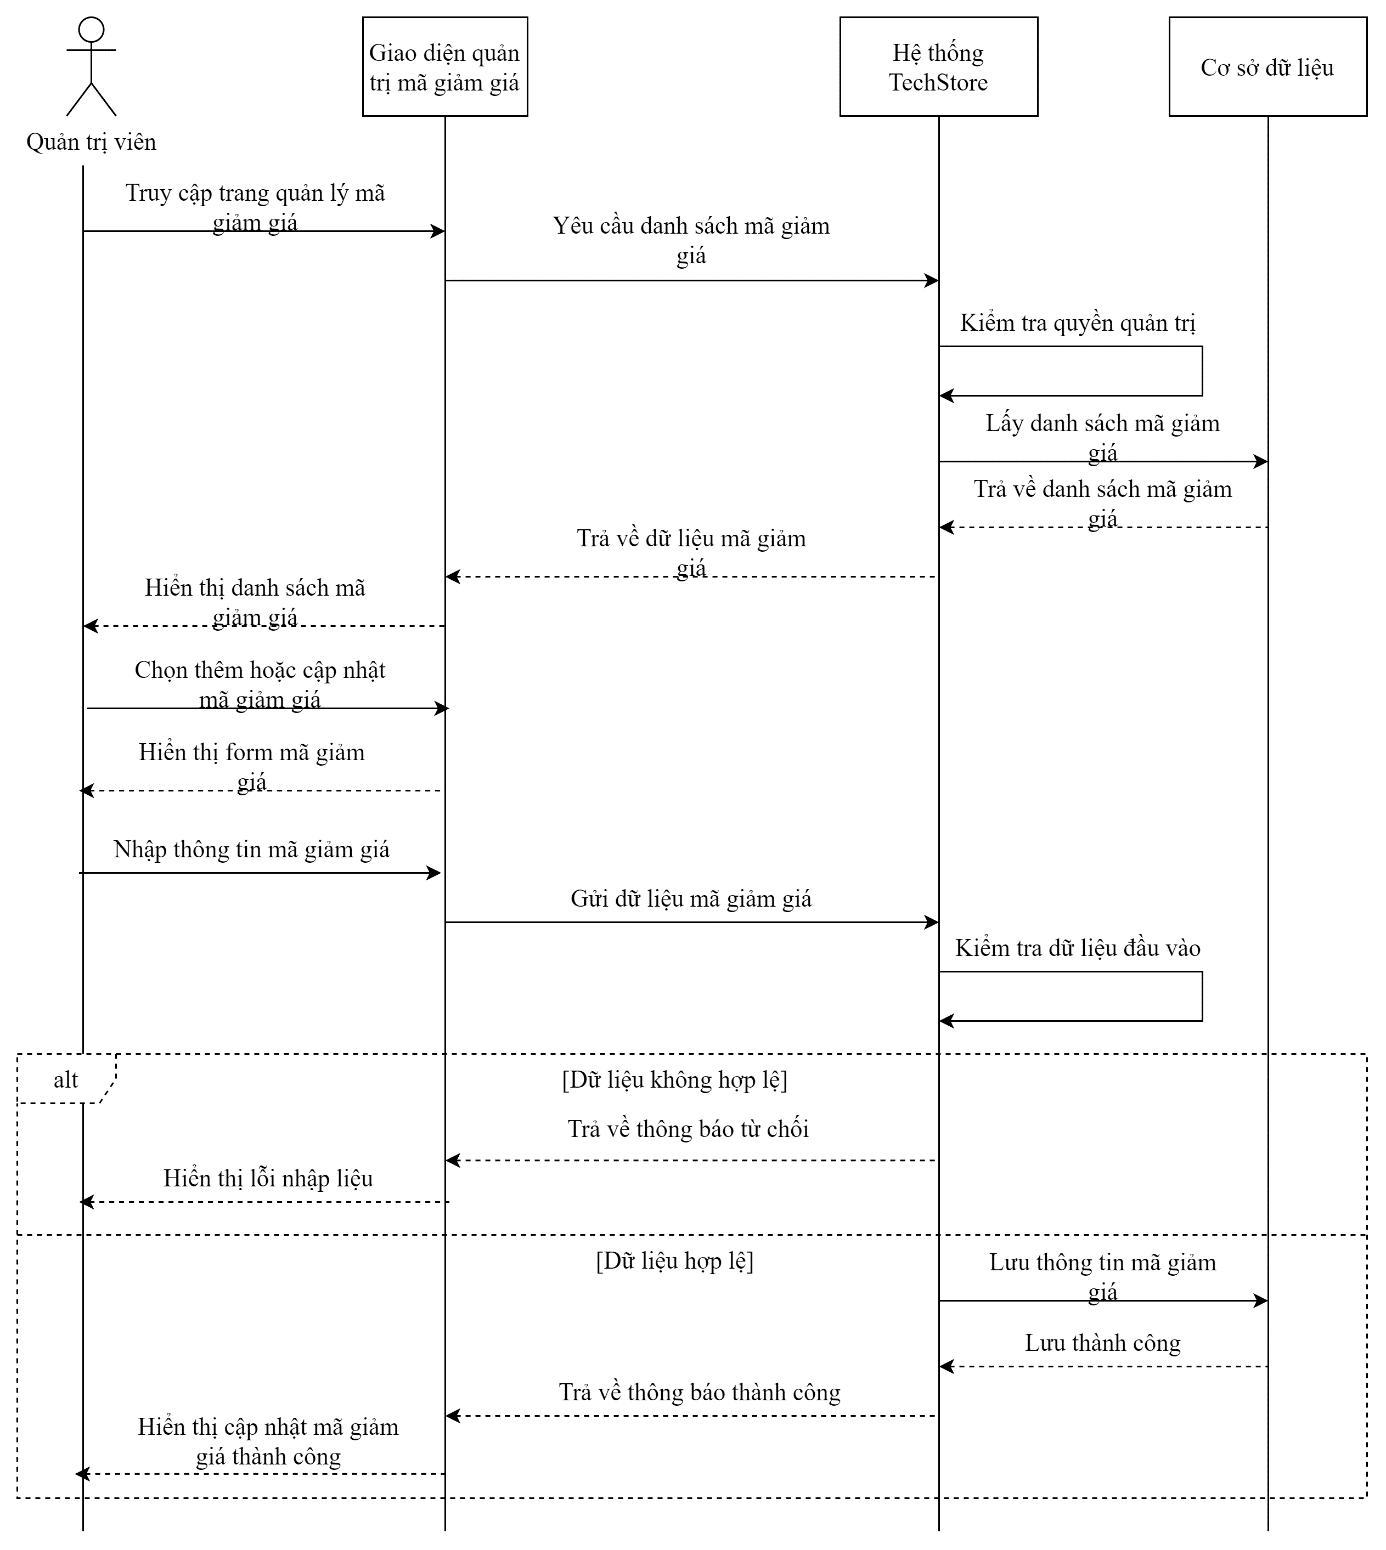 Giao diện quản
trị mã giảm giá
Hệ thống
TechStore
Cơ sở dữ liệu
Quản trị viên
Truy cập trang quản lý mã
giảm giá
Yêu cầu danh sách mã giảm
giá
Kiểm tra quyền quản trị
Lấy danh sách mã giảm
giá
Trả về danh sách mã giảm
giá
Trả về dữ liệu mã giảm
giá
Hiển thị danh sách mã
giảm giá
Chọn thêm hoặc cập nhật
mã giảm giá
Hiển thị form mã giảm
giá
Nhập thông tin mã giảm giá
Gửi dữ liệu mã giảm giá
Kiểm tra dữ liệu đầu vào
alt
[Dữ liệu không hợp lệ]
Trả về thông báo từ chối
Hiển thị lỗi nhập liệu
[Dữ liệu hợp lệ]
Lưu thông tin mã giảm
giá
Lưu thành công
Trả về thông báo thành công
Hiển thị cập nhật mã giảm
giá thành công